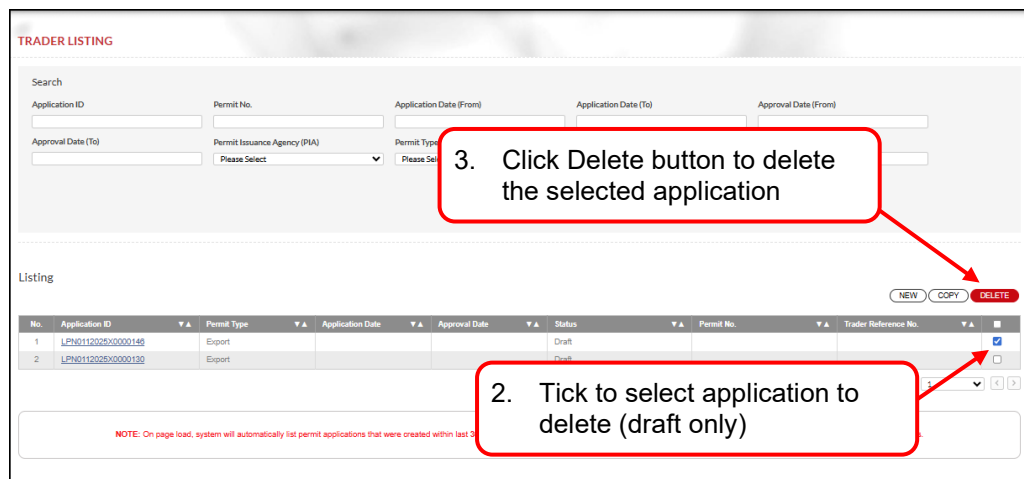 TRADER LISTING
Search
Application ID Permit No. Application Date (From) Application Date (To) Approval Date (From)
Approval Date (To) Permit Issuance Agency (PIA) Permit Type
Please Select Please
3. Click Delete button to delete
the selected application
Listing
NEW COPY DELETE
No. Application ID ▼▲ Permit Type ▼▲ Application Date ▼▲ Approval Date ▼▲ Status ▼▲ Permit No. ▼▲ Trader Reference No. ▼▲
1 LPN0112025X0000146 Export Draft
2 LPN0112025X0000130 Export Draft
1
2. Tick to select application to
delete (draft only)
NOTE: On page load, system will automatically list permit applications that were created within last